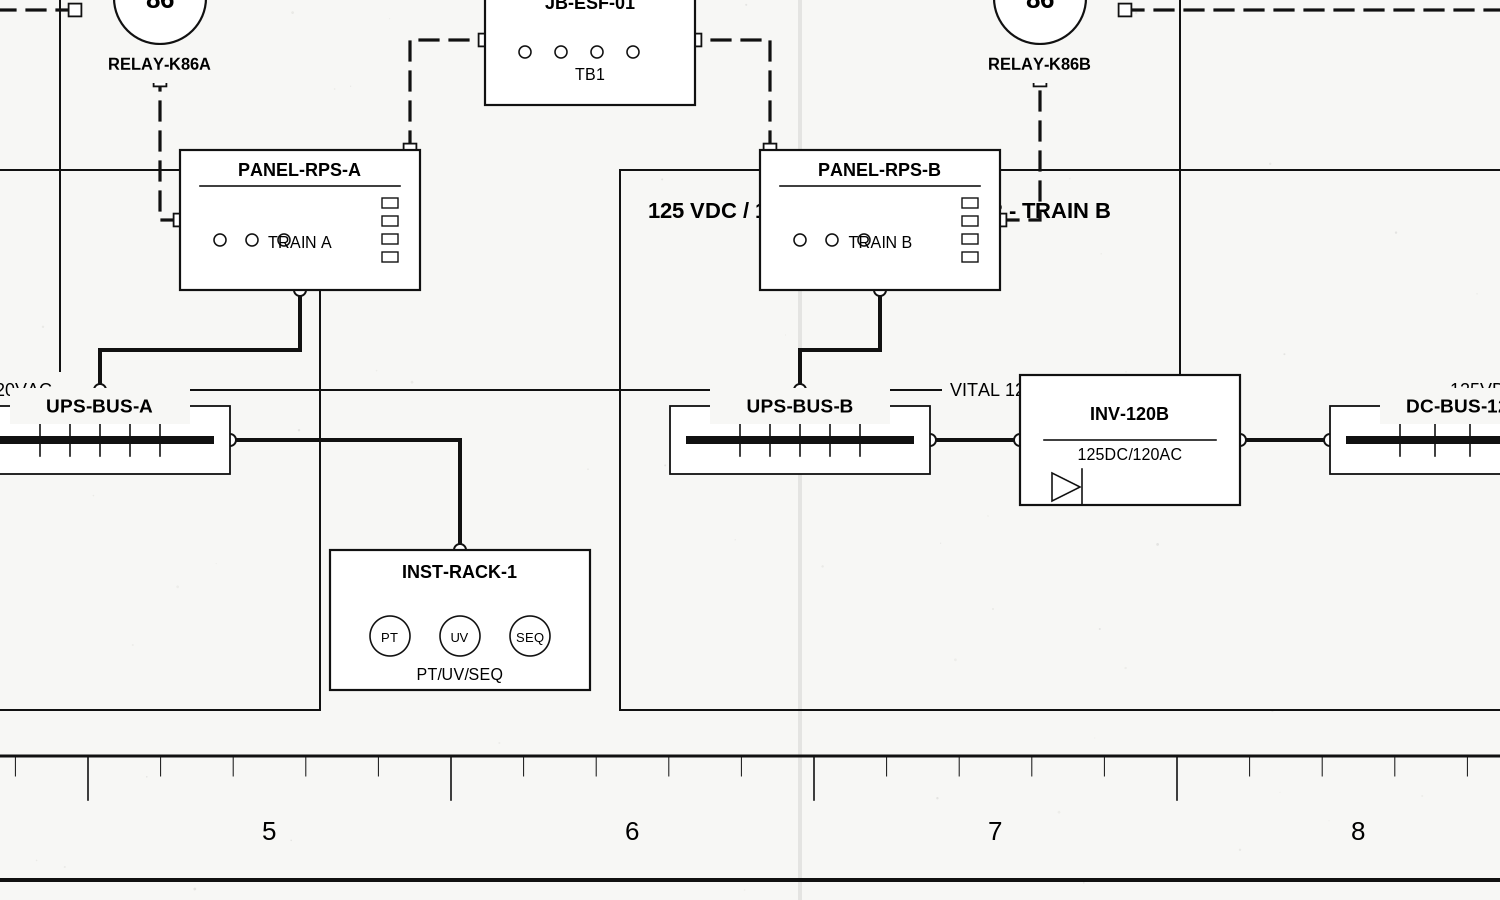 86
JB-ESF-01
86
RELAY-K86A
TB1
RELAY-K86B
PANEL-RPS-A
PANEL-RPS-B
125 VDC / - TRAIN B
TRAIN A
TRAIN B
VITAL
UPS-BUS-A
UPS-BUS-B
INV-120B
125DC/120AC
INST-RACK-1
PT
UV
SEQ
PT/UV/SEQ
5
6
7
8